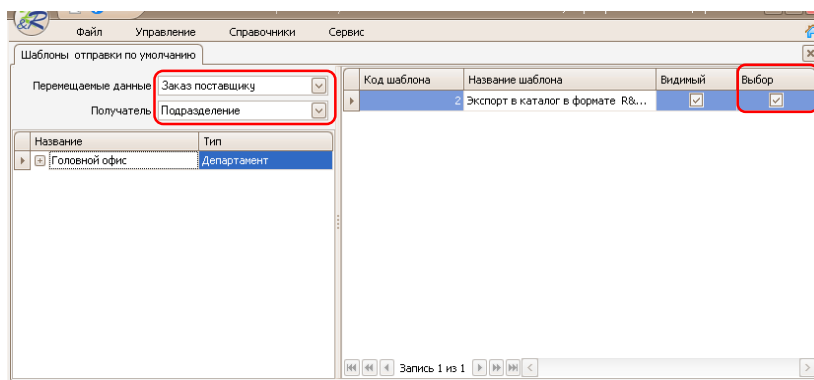 &R
Файл Управление Справочники Сервис
Шаблоны отправки по умолчанию
Перемещаемые данные Заказ поставщику
Получатель Подразделение
Название Тип
Головной офис Департамент
Код шаблона Название шаблона Видимый Выбор
2 Экспорт в каталог в формате R&...
Запись 1 из 1